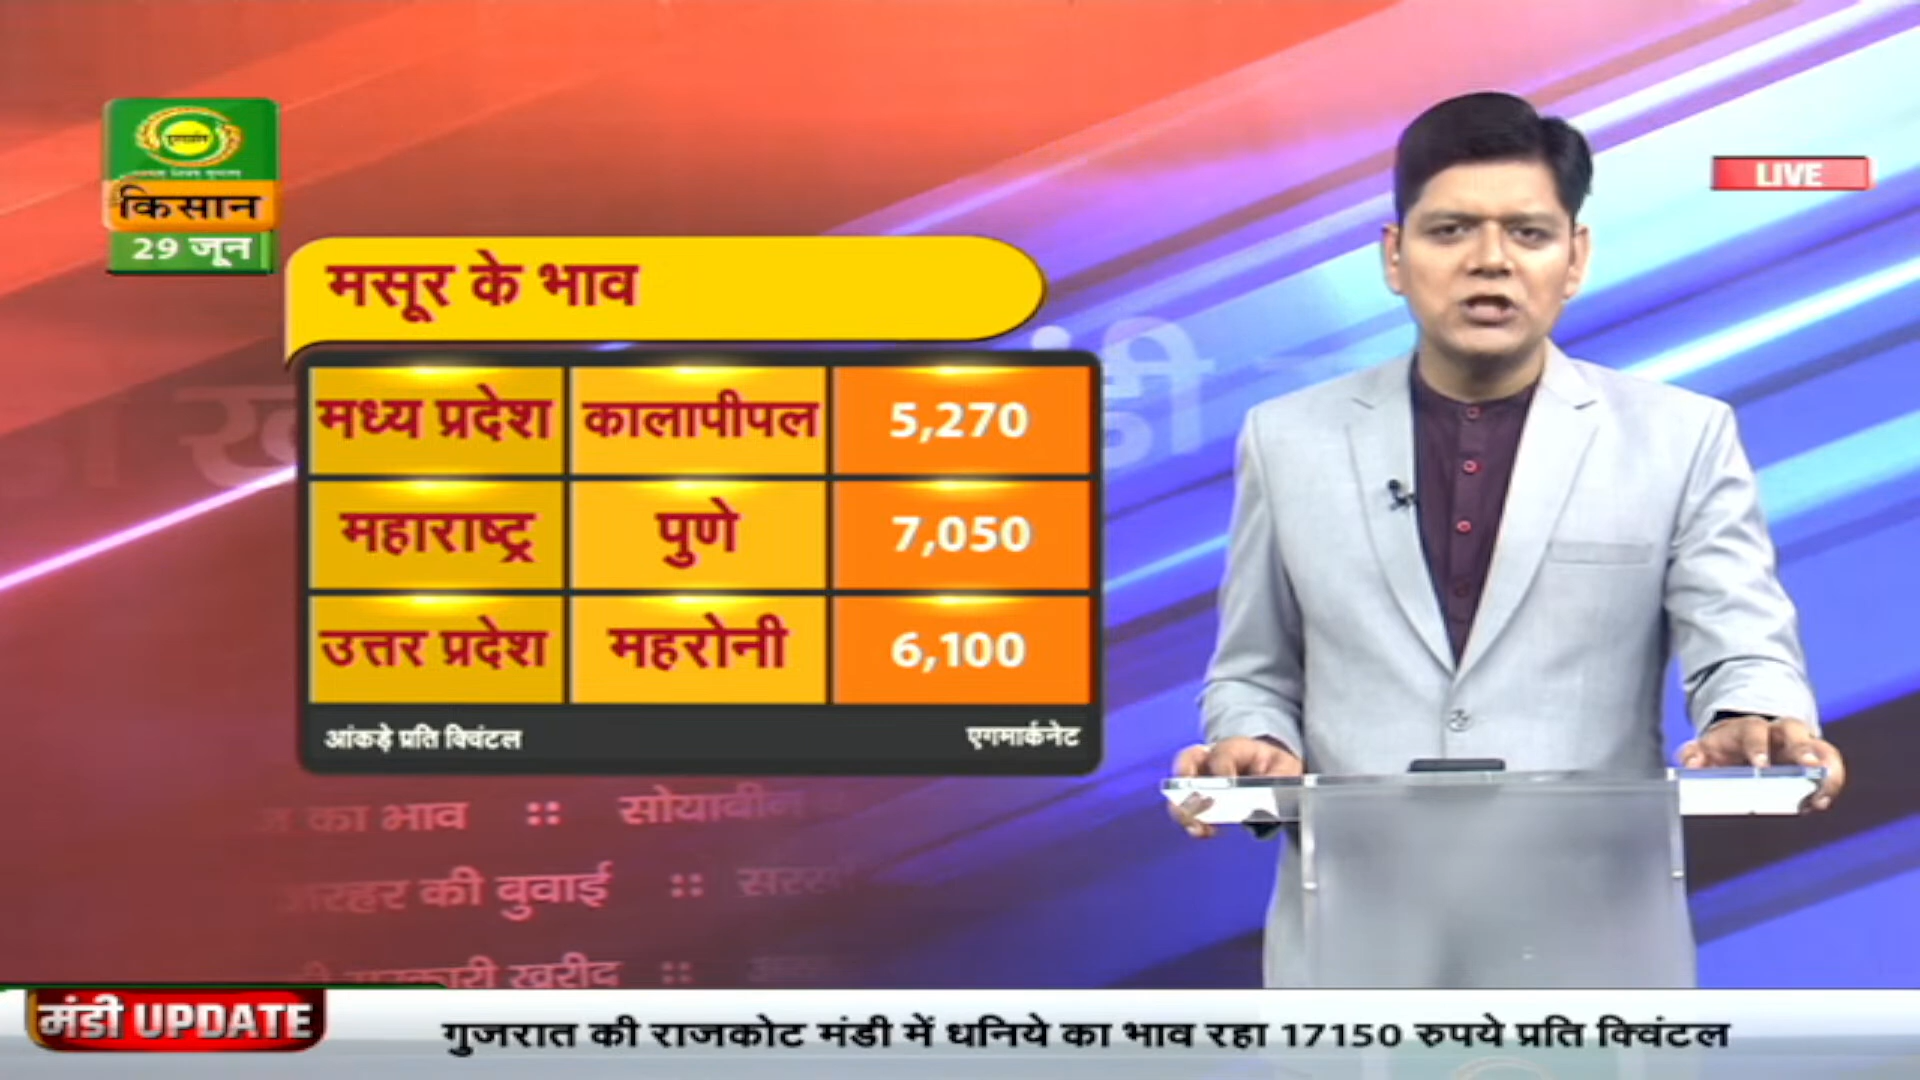 किसान
29 जून
LIVE
मसूर के भाव
मध्य प्रदेश कालापीपल 5,270
महाराष्ट्र पुणे 7,050
उत्तर प्रदेश महरोनी 6,100
आंकड़े प्रति क्विंटल एगमार्कनेट
का भाव :: सोयाबीन
की बुवाई ::
खरीद ::
मंडी UPDATE
गुजरात की राजकोट मंडी में धनिये का भाव रहा 17150 रुपये प्रति क्विंटल